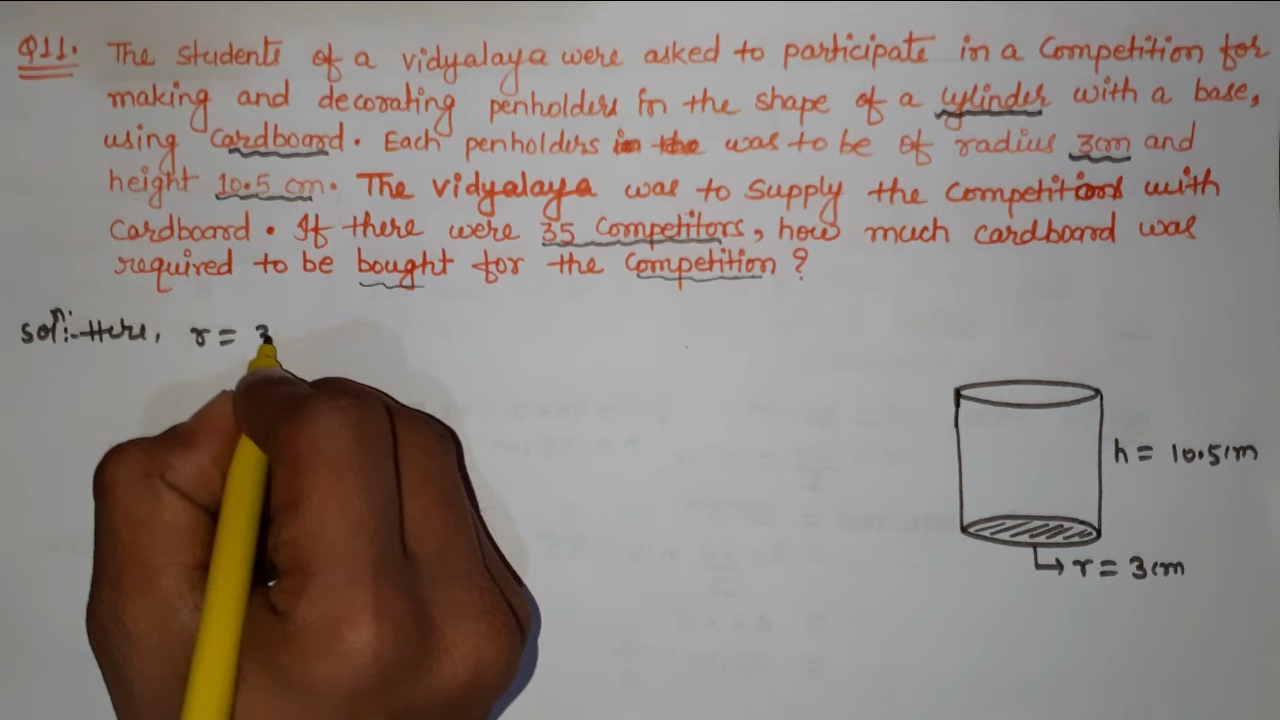 Q11. The students of a vidyalaya were asked to participate in a Competition for
making and decorating penholders in the shape of a cylinder with a base,
using cardboard. Each penholders in the was to be of radius 3cm and
height 10.5 cm. The vidyalaya was to supply the competitors with
cardboard. If there were 35 Competitors, how much cardboard was
required to be bought for the Competition ?
Solⁿ:- Here, r = 3
h = 10.5cm
r = 3cm